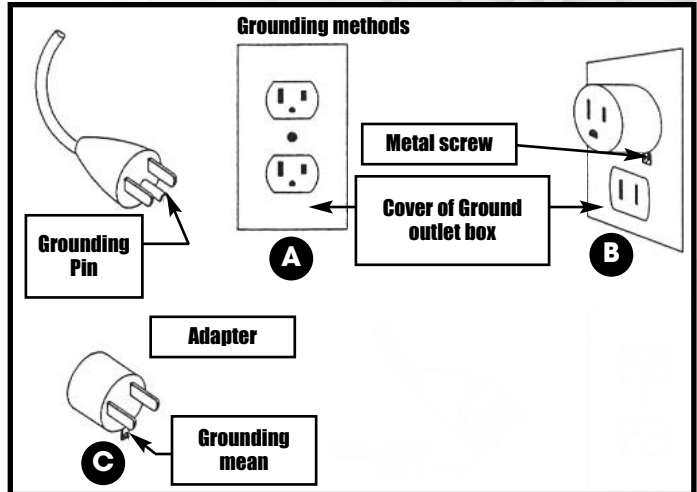 Grounding methods
Metal screw
Cover of Ground
outlet box
Grounding
Pin
A
B
Adapter
Grounding
mean
C